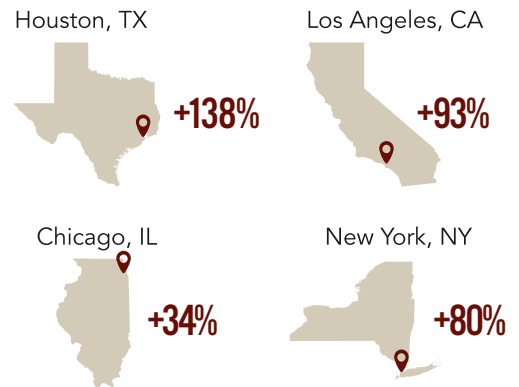 Houston, TX
+138%
Los Angeles, CA
+93%
Chicago, IL
+34%
New York, NY
+80%